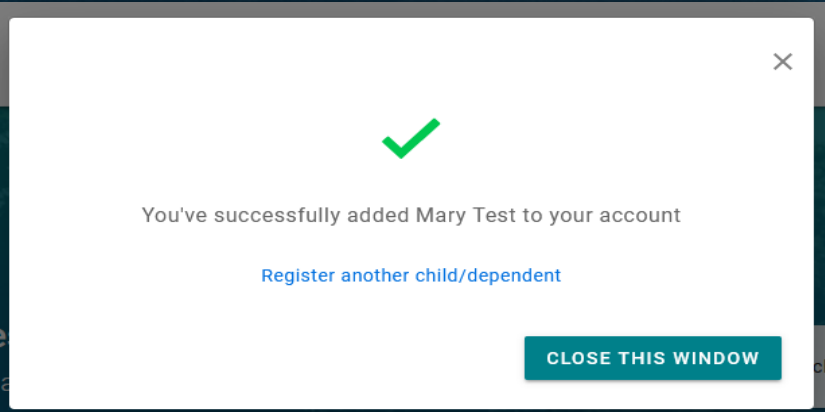 You've successfully added Mary Test to your account
Register another child/dependent
CLOSE THIS WINDOW